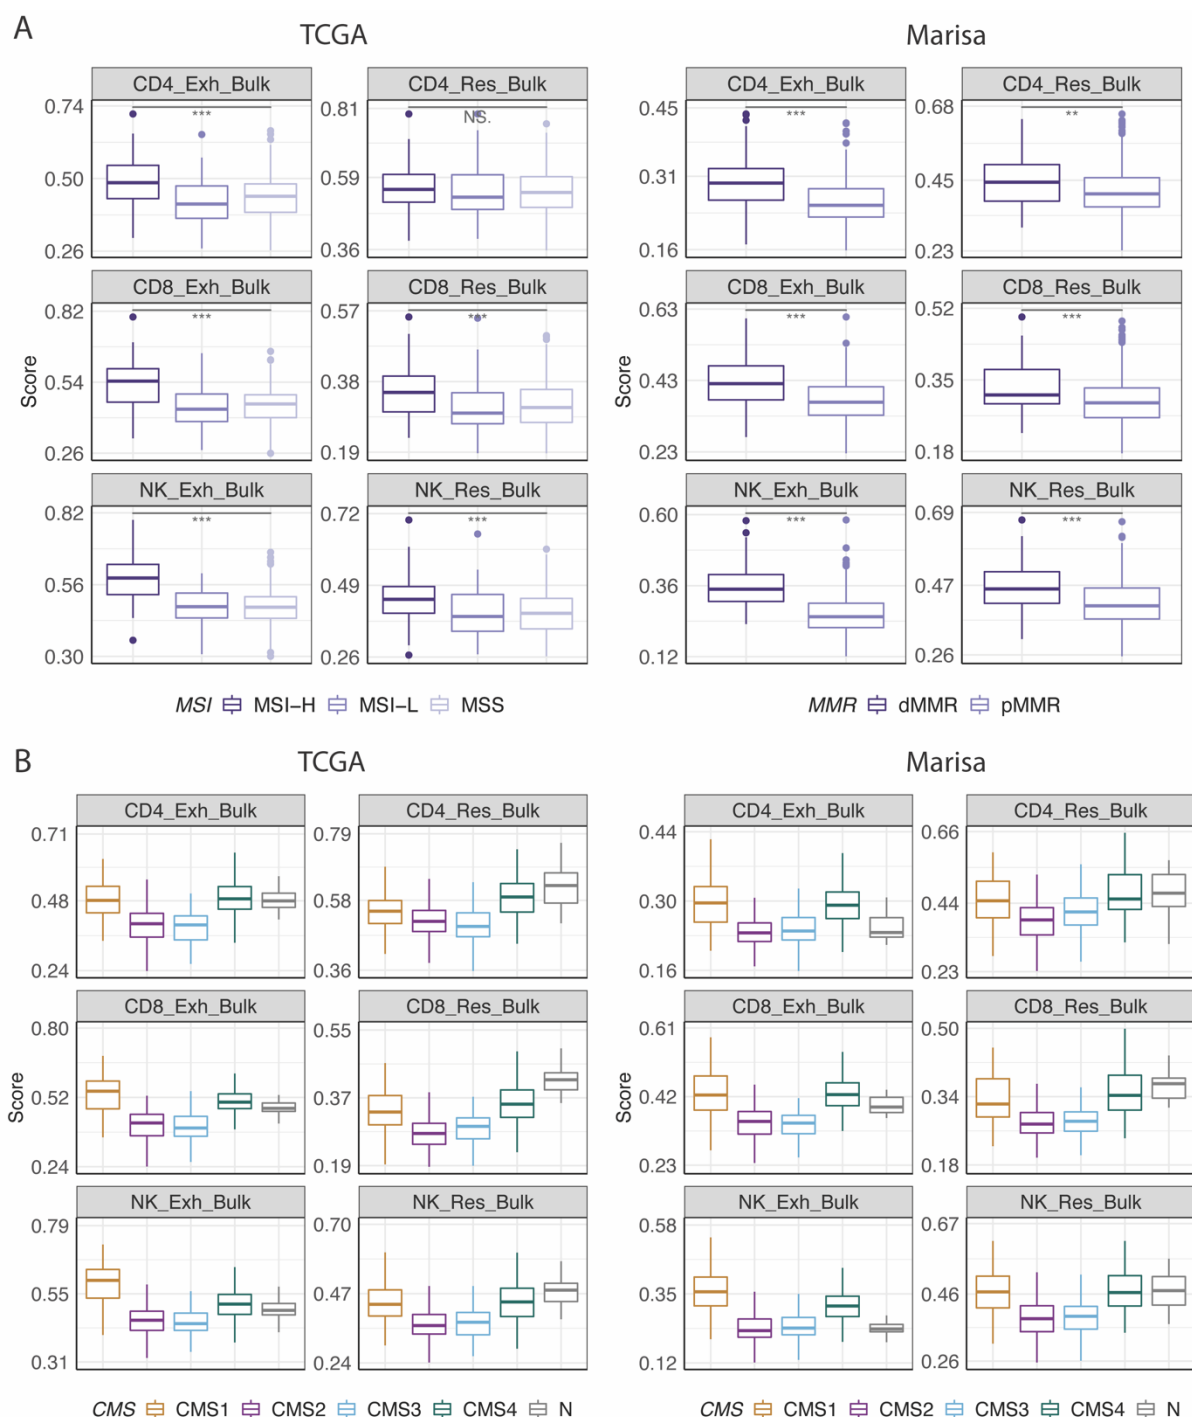 A
TCGA
Marisa
CD4_Exh_Bulk
CD4_Res_Bulk
CD4_Exh_Bulk
CD4_Res_Bulk
0.74
0.50
0.26
***
0.81
0.59
0.36
NS.
0.45
0.31
0.16
***
0.68
0.45
0.23
**
CD8_Exh_Bulk
CD8_Res_Bulk
CD8_Exh_Bulk
CD8_Res_Bulk
Score
0.82
0.54
0.26
***
0.57
0.38
0.19
***
Score
0.63
0.43
0.23
***
0.52
0.35
0.18
***
NK_Exh_Bulk
NK_Res_Bulk
NK_Exh_Bulk
NK_Res_Bulk
0.82
0.56
0.30
***
0.72
0.49
0.26
***
0.60
0.36
0.12
***
0.69
0.47
0.26
***
MSI MSI−H MSI−L MSS
MMR dMMR pMMR
B
TCGA
Marisa
CD4_Exh_Bulk
CD4_Res_Bulk
CD4_Exh_Bulk
CD4_Res_Bulk
0.71
0.48
0.24
0.79
0.58
0.36
0.44
0.30
0.16
0.66
0.44
0.23
CD8_Exh_Bulk
CD8_Res_Bulk
CD8_Exh_Bulk
CD8_Res_Bulk
Score
0.80
0.52
0.24
0.55
0.37
0.19
Score
0.61
0.42
0.23
0.50
0.34
0.18
NK_Exh_Bulk
NK_Res_Bulk
NK_Exh_Bulk
NK_Res_Bulk
0.79
0.55
0.31
0.70
0.47
0.24
0.58
0.35
0.12
0.67
0.46
0.26
CMS CMS1 CMS2 CMS3 CMS4 N
CMS CMS1 CMS2 CMS3 CMS4 N